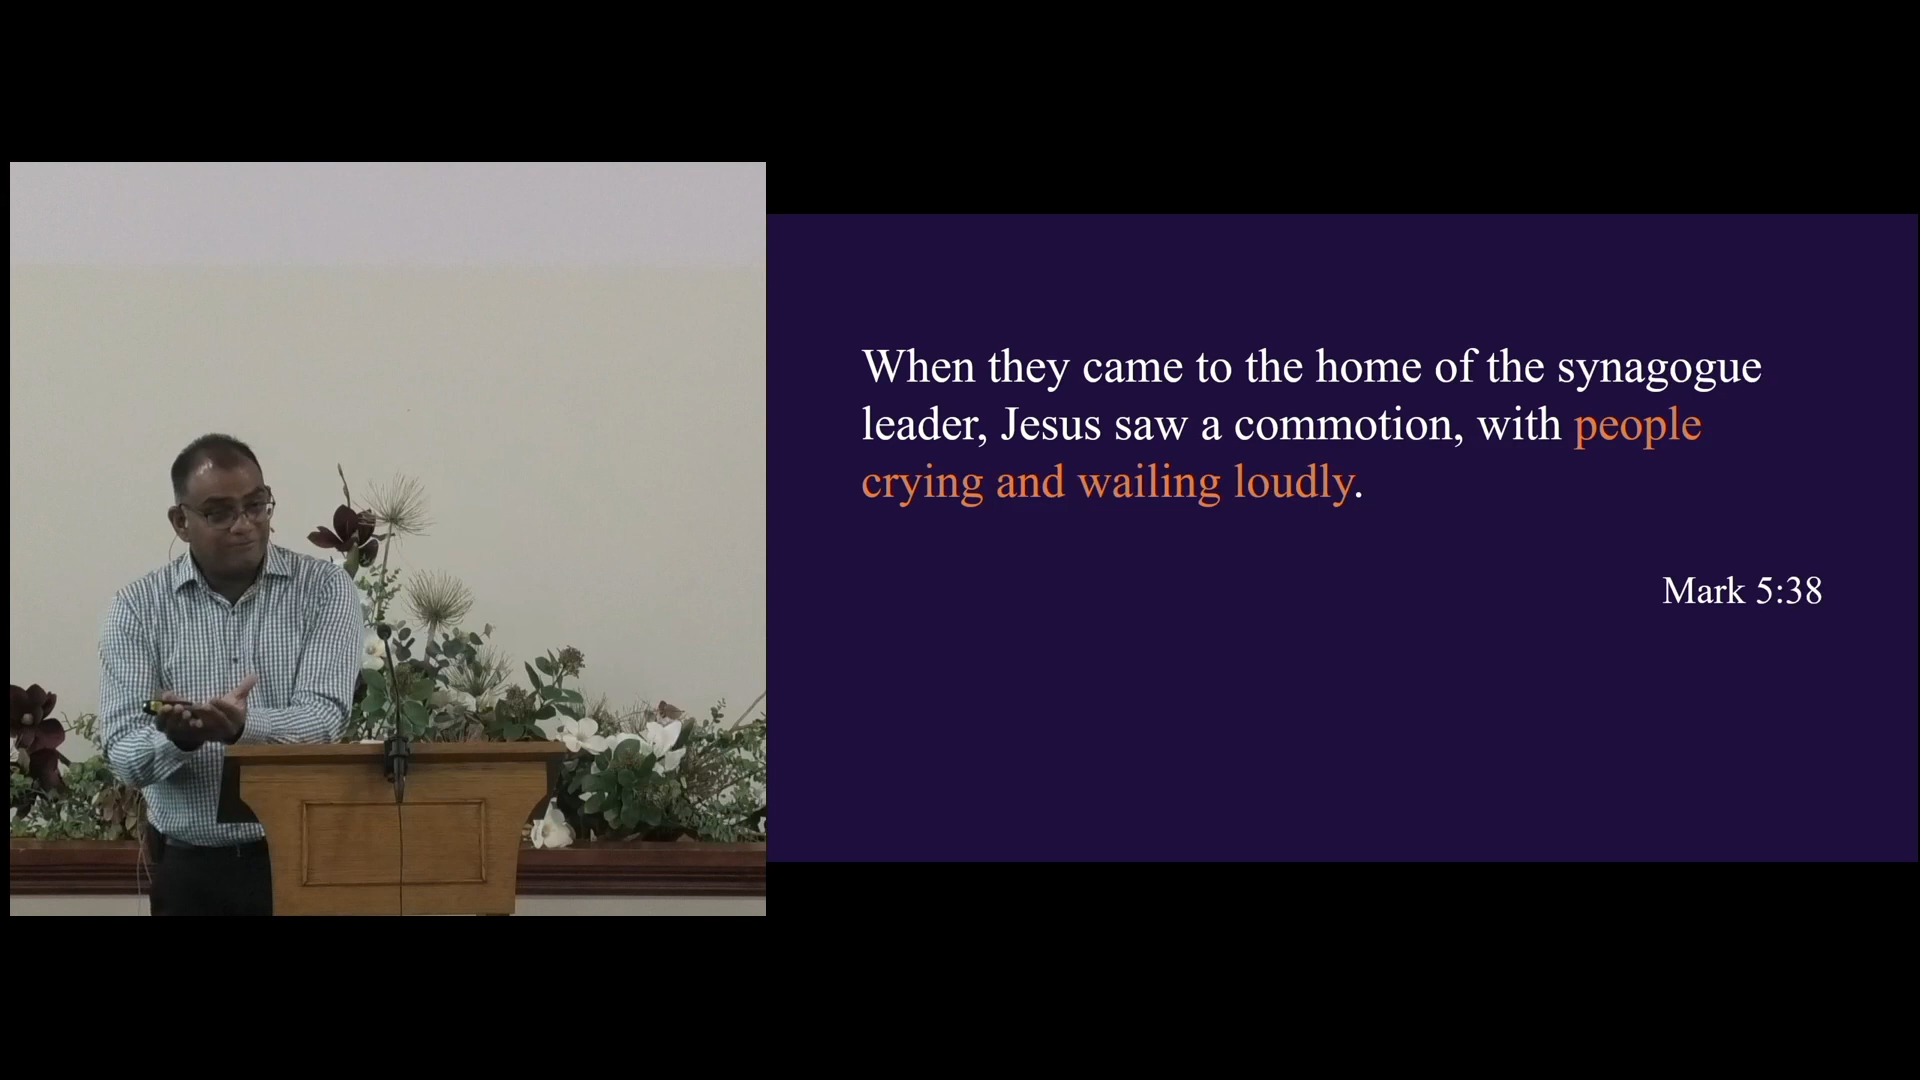 When they came to the home of the synagogue
leader, Jesus saw a commotion, with people
crying and wailing loudly.
Mark 5:38